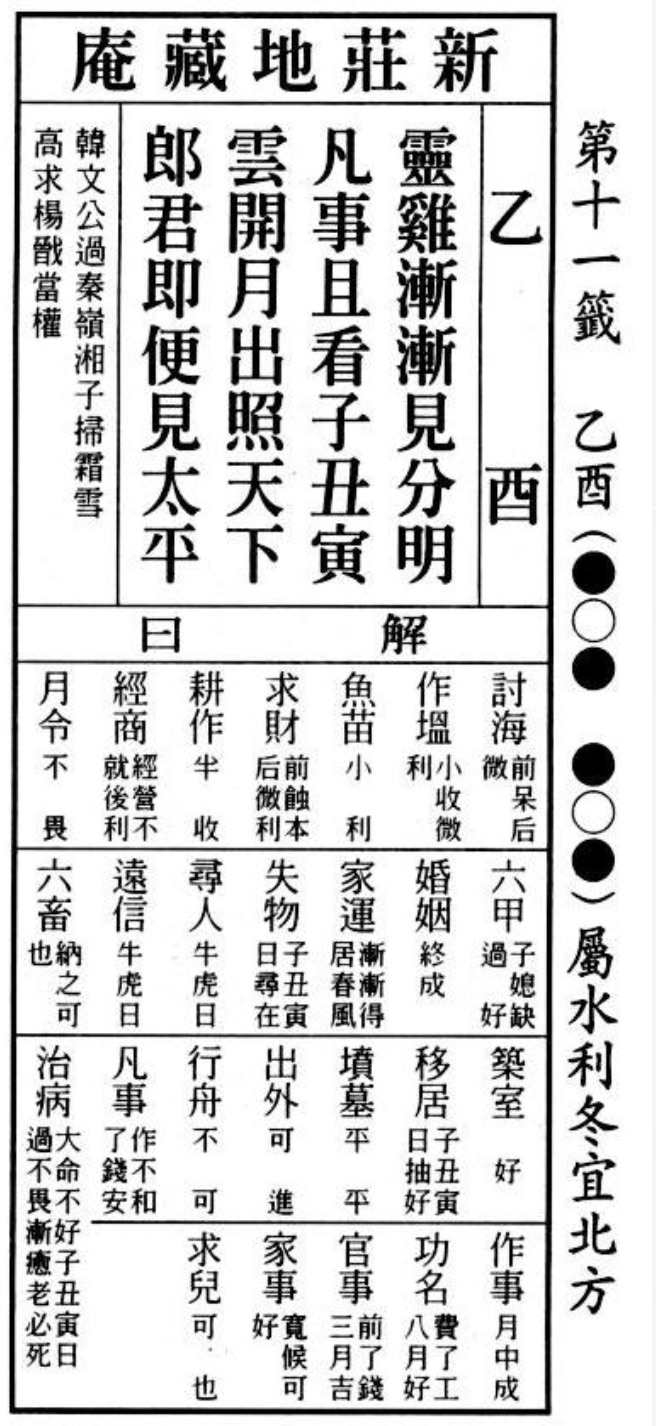 第十一籤　乙酉（●○●　●○●）屬水利冬宜北方
新莊地藏庵
乙酉
靈雞漸漸見分明
凡事且看子丑寅
雲開月出照天下
郎君即便見太平
韓文公過秦嶺湘子掃霜雪
高求楊戩當權
解曰
討海 前呆后微
作塭 小收微利
魚苗 小利
求財 前蝕本后微利
耕作 半收
經商 經營不就後利
月令 不畏
六甲 子媳缺過好
婚姻 終成
家運 漸漸得居春風
失物 子丑寅日尋在
尋人 牛虎日
遠信 牛虎日
六畜 納之可也
築室 好
移居 子丑寅日抽好
墳墓 平平
出外 可進
行舟 不可
凡事 作不和了錢安
治病 大命不好子丑寅日過不畏漸癒老必死
作事 月中成
功名 費了工八月好
官事 前了錢三月吉
家事 寬候可好
求兒 可也